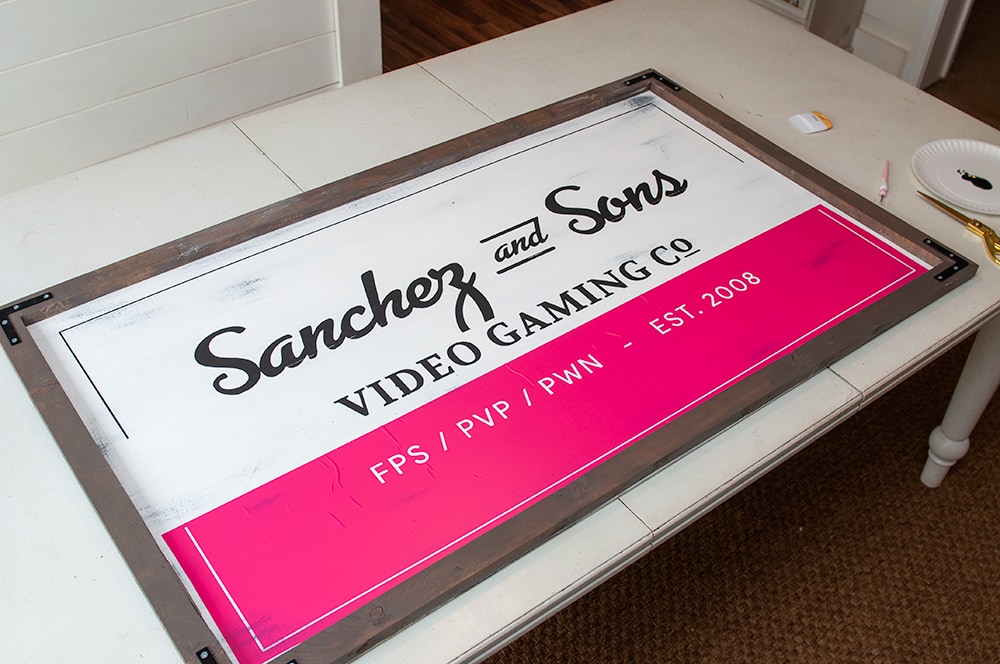 Sanchez and Sons
VIDEO GAMING Co
FPS / PVP / PWN - EST. 2008